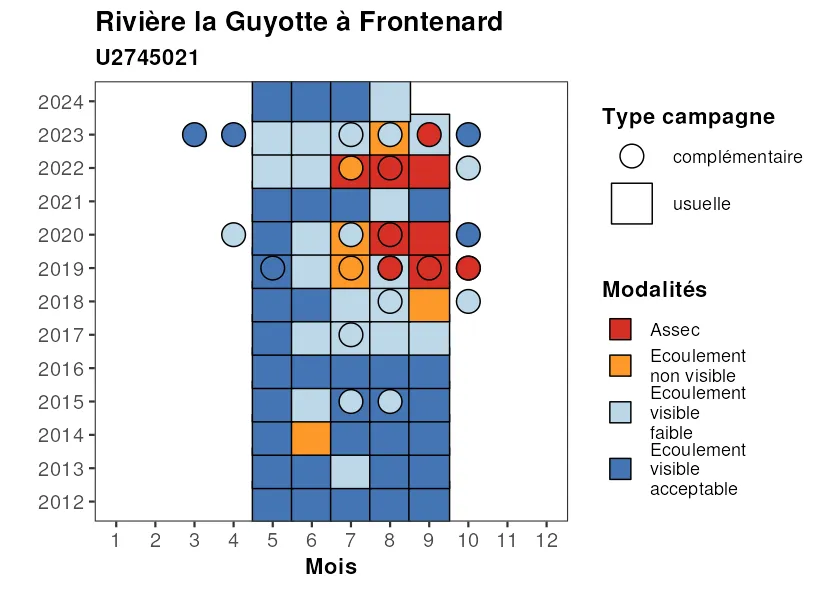 Rivière la Guyotte à Frontenard
U2745021
2024
2023
2022
2021
2020
2019
2018
2017
2016
2015
2014
2013
2012
1 2 3 4 5 6 7 8 9 10 11 12
Mois
Type campagne
complémentaire
usuelle
Modalités
Assec
Ecoulement
non visible
Ecoulement
visible
faible
Ecoulement
visible
acceptable